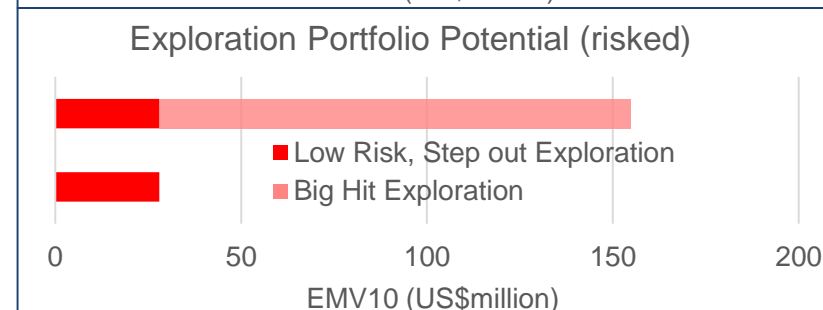 Exploration Portfolio Potential (risked)
Low Risk, Step out Exploration
Big Hit Exploration
0 50 100 150 200
EMV10 (US$million)